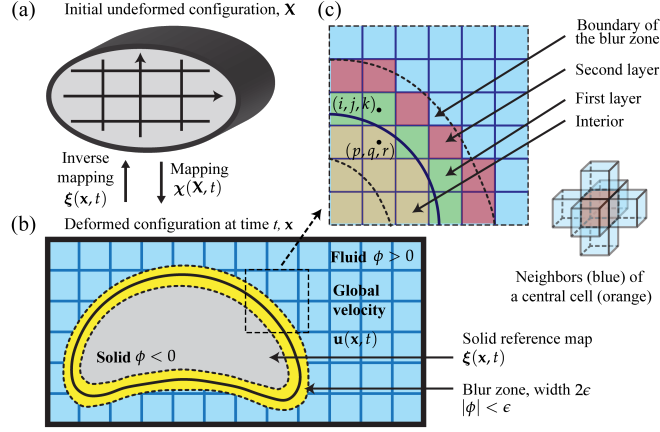 (a)
Initial undeformed configuration, X
Inverse
mapping
ξ(x, t)
Mapping
χ(X, t)
(b)
Deformed configuration at time t, x
Fluid ϕ > 0
Global
velocity
u(x, t)
Solid ϕ < 0
Solid reference map
ξ(x, t)
Blur zone, width 2ϵ
|ϕ| < ϵ
(c)
(i, j, k)
(p, q, r)
Boundary of
the blur zone
Second layer
First layer
Interior
Neighbors (blue) of
a central cell (orange)